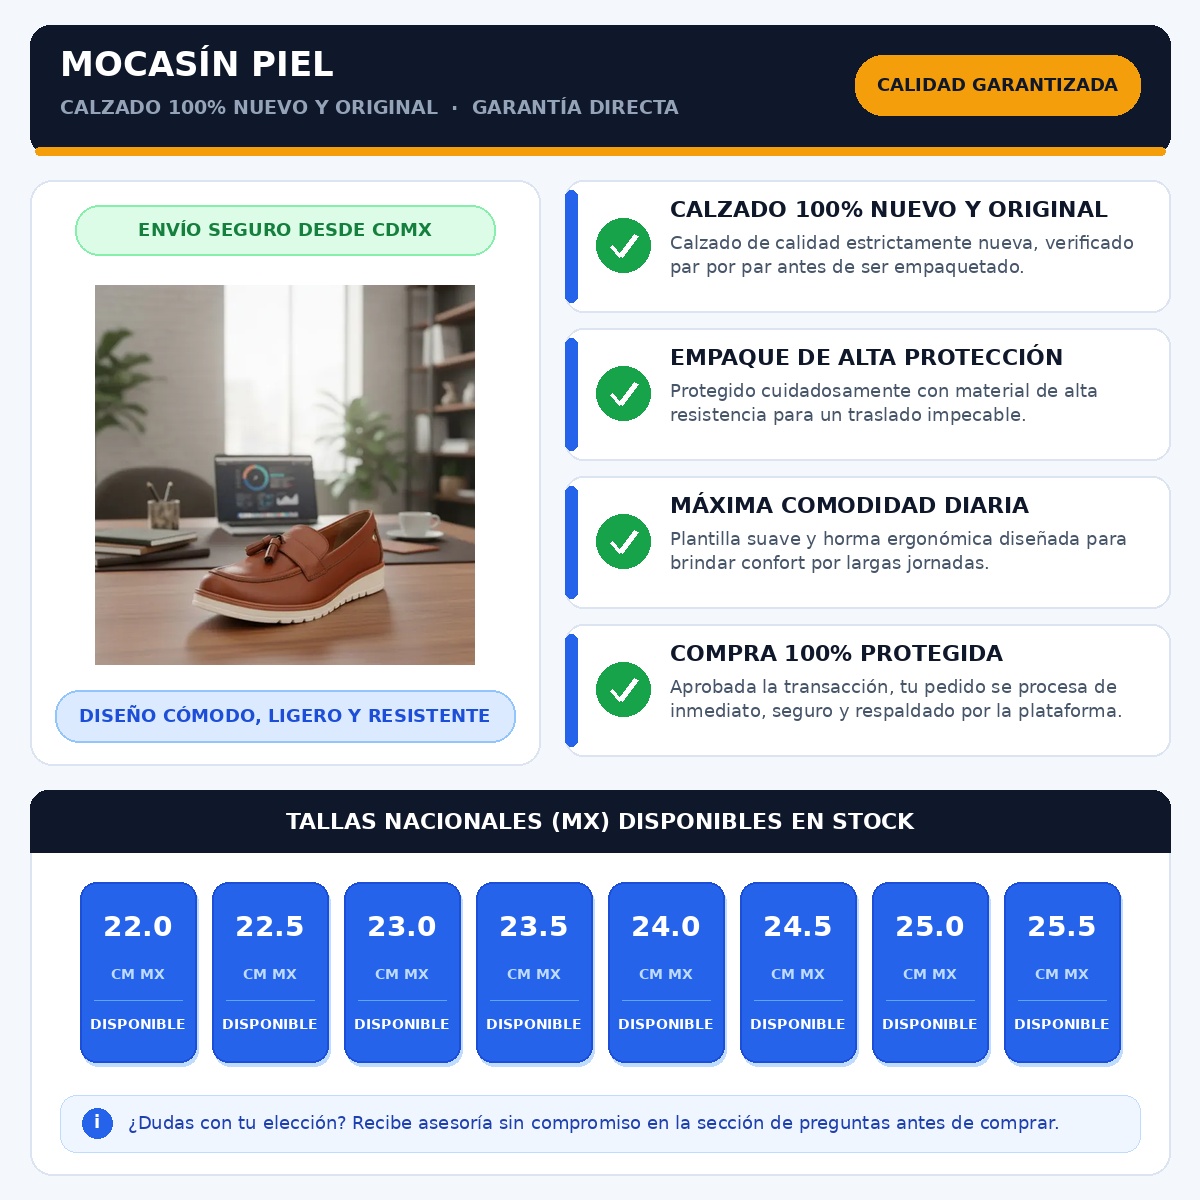 MOCASÍN PIEL
CALZADO 100% NUEVO Y ORIGINAL · GARANTÍA DIRECTA
CALIDAD GARANTIZADA
ENVÍO SEGURO DESDE CDMX
DISEÑO CÓMODO, LIGERO Y RESISTENTE
CALZADO 100% NUEVO Y ORIGINAL
Calzado de calidad estrictamente nueva, verificado
par por par antes de ser empaquetado.
EMPAQUE DE ALTA PROTECCIÓN
Protegido cuidadosamente con material de alta
resistencia para un traslado impecable.
MÁXIMA COMODIDAD DIARIA
Plantilla suave y horma ergonómica diseñada para
brindar confort por largas jornadas.
COMPRA 100% PROTEGIDA
Aprobada la transacción, tu pedido se procesa de
inmediato, seguro y respaldado por la plataforma.
TALLAS NACIONALES (MX) DISPONIBLES EN STOCK
22.0 22.5 23.0 23.5 24.0 24.5 25.0 25.5
CM MX CM MX CM MX CM MX CM MX CM MX CM MX CM MX
DISPONIBLE DISPONIBLE DISPONIBLE DISPONIBLE DISPONIBLE DISPONIBLE DISPONIBLE DISPONIBLE
i ¿Dudas con tu elección? Recibe asesoría sin compromiso en la sección de preguntas antes de comprar.